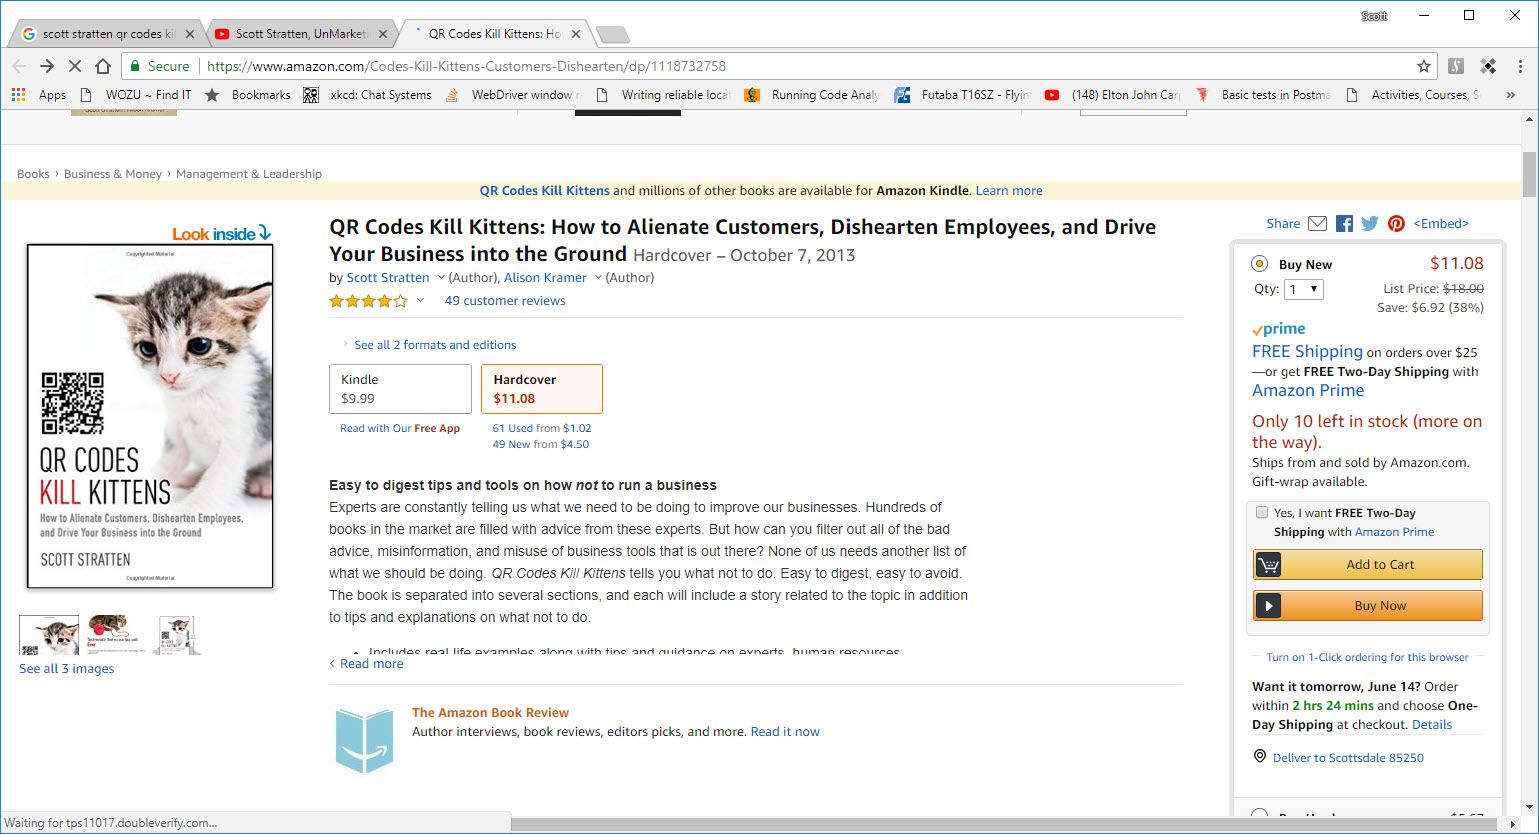 Scott
scott stratten qr codes kil
Scott Stratten, UnMarketi
QR Codes Kill Kittens: Ho
Secure
https://www.amazon.com/Codes-Kill-Kittens-Customers-Dishearten/dp/1118732758
Apps
WOZU ~ Find IT
Bookmarks
xkcd: Chat Systems
WebDriver window r
Writing reliable locat
Running Code Analy
Futaba T16SZ - Flyin
(148) Elton John Car
Basic tests in Postma
Activities, Courses, S
»
Books › Business & Money › Management & Leadership
QR Codes Kill Kittens and millions of other books are available for Amazon Kindle. Learn more
Look inside
Copyrighted Material
QR CODES
KILL KITTENS
How to Alienate Customers, Dishearten Employees,
and Drive Your Business into the Ground
SCOTT STRATTEN
Copyrighted Material
See all 3 images
QR Codes Kill Kittens: How to Alienate Customers, Dishearten Employees, and Drive
Your Business into the Ground Hardcover – October 7, 2013
by Scott Stratten (Author), Alison Kramer (Author)
49 customer reviews
See all 2 formats and editions
Kindle
$9.99
Hardcover
$11.08
Read with Our Free App
61 Used from $1.02
49 New from $4.50
Easy to digest tips and tools on how not to run a business
Experts are constantly telling us what we need to be doing to improve our businesses. Hundreds of
books in the market are filled with advice from these experts. But how can you filter out all of the bad
advice, misinformation, and misuse of business tools that is out there? None of us needs another list of
what we should be doing. QR Codes Kill Kittens tells you what not to do. Easy to digest, easy to avoid.
The book is separated into several sections, and each will include a story related to the topic in addition
to tips and explanations on what not to do.
• Includes real life examples along with tips and guidance on experts, human resources,
‹ Read more
The Amazon Book Review
Author interviews, book reviews, editors picks, and more. Read it now
Share
<Embed>
Buy New
$11.08
Qty: 1
List Price: $18.00
Save: $6.92 (38%)
prime
FREE Shipping on orders over $25
—or get FREE Two-Day Shipping with
Amazon Prime
Only 10 left in stock (more on
the way).
Ships from and sold by Amazon.com.
Gift-wrap available.
Yes, I want FREE Two-Day
Shipping with Amazon Prime
Add to Cart
Buy Now
Turn on 1-Click ordering for this browser
Want it tomorrow, June 14? Order
within 2 hrs 24 mins and choose One-
Day Shipping at checkout. Details
Deliver to Scottsdale 85250
Waiting for tps11017.doubleverify.com...